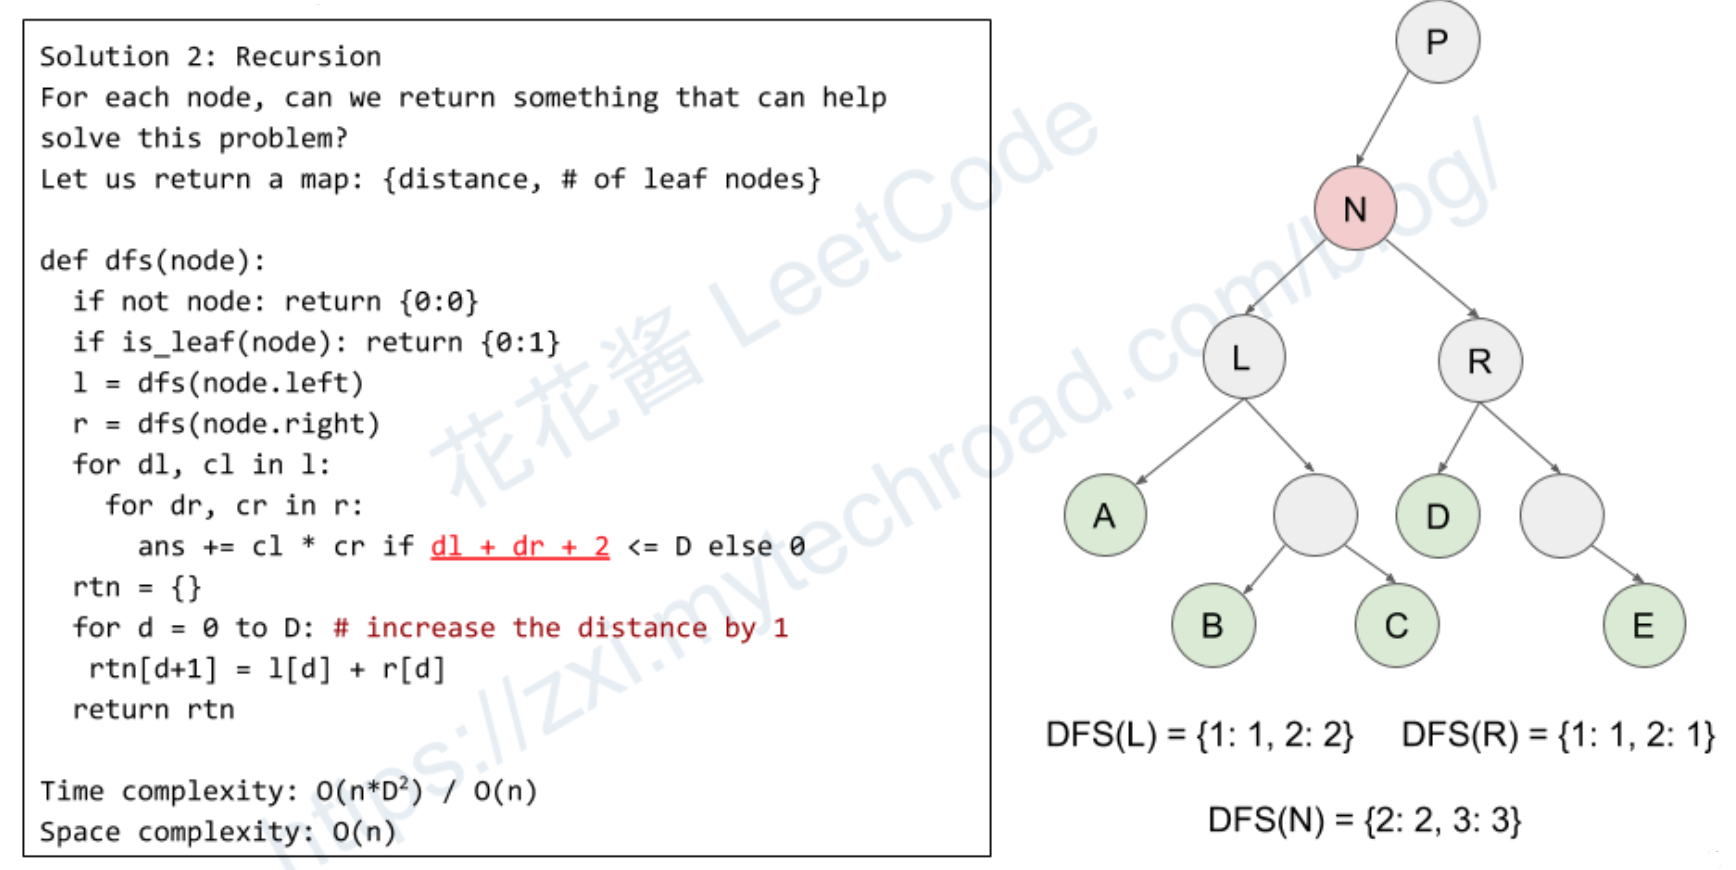 Solution 2: Recursion
For each node, can we return something that can help
solve this problem?
Let us return a map: {distance, # of leaf nodes}
def dfs(node):
if not node: return {0:0}
if is_leaf(node): return {0:1}
l = dfs(node.left)
r = dfs(node.right)
for dl, cl in l:
for dr, cr in r:
ans += cl * cr if dl + dr + 2 <= D else 0
rtn = {}
for d = 0 to D: # increase the distance by 1
rtn[d+1] = l[d] + r[d]
return rtn
Time complexity: O(n*D²) / O(n)
Space complexity: O(n)
P
N
L
R
A
D
B
C
E
DFS(L) = {1: 1, 2: 2}
DFS(R) = {1: 1, 2: 1}
DFS(N) = {2: 2, 3: 3}
花花酱 LeetCode
https://zxi.mytechroad.com/blog/